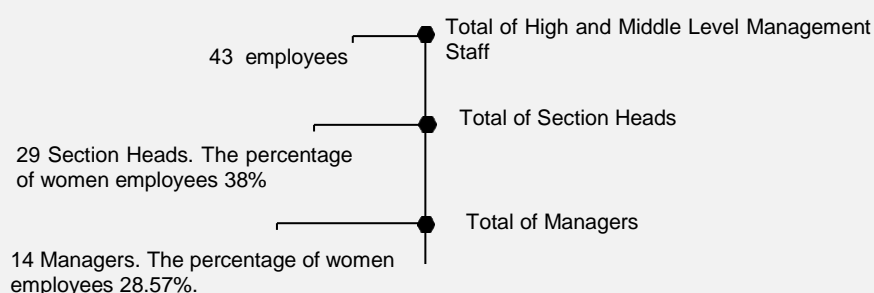 Total of High and Middle Level Management
Staff
43 employees
Total of Section Heads
29 Section Heads. The percentage
of women employees 38%
Total of Managers
14 Managers. The percentage of women
employees 28.57%.